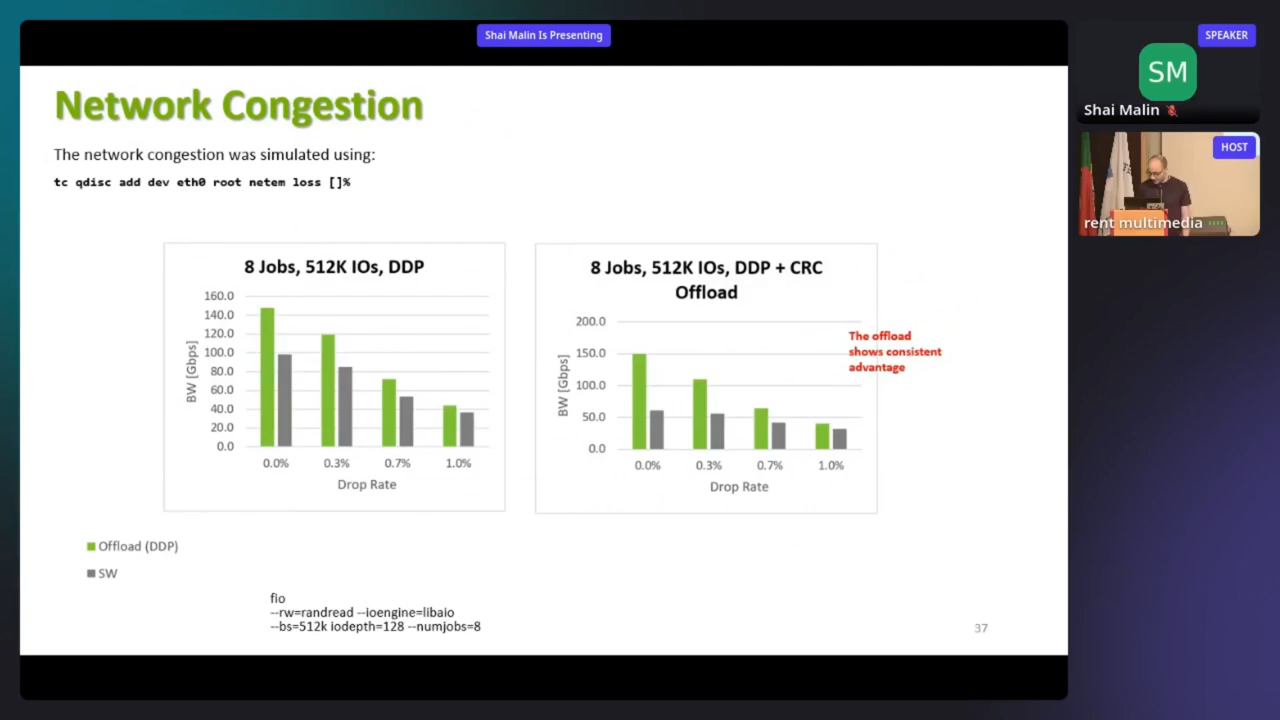 Shai Malin Is Presenting
Network Congestion
The network congestion was simulated using:
tc qdisc add dev eth0 root netem loss []%
8 Jobs, 512K IOs, DDP
160.0
140.0
120.0
100.0
80.0
60.0
40.0
20.0
0.0
BW [Gbps]
0.0% 0.3% 0.7% 1.0%
Drop Rate
8 Jobs, 512K IOs, DDP + CRC
Offload
200.0
150.0
100.0
50.0
0.0
BW [Gbps]
0.0% 0.3% 0.7% 1.0%
Drop Rate
The offload
shows consistent
advantage
Offload (DDP)
SW
fio
--rw=randread --ioengine=libaio
--bs=512k iodepth=128 --numjobs=8
37
SPEAKER
SM
Shai Malin
HOST
rent multimedia